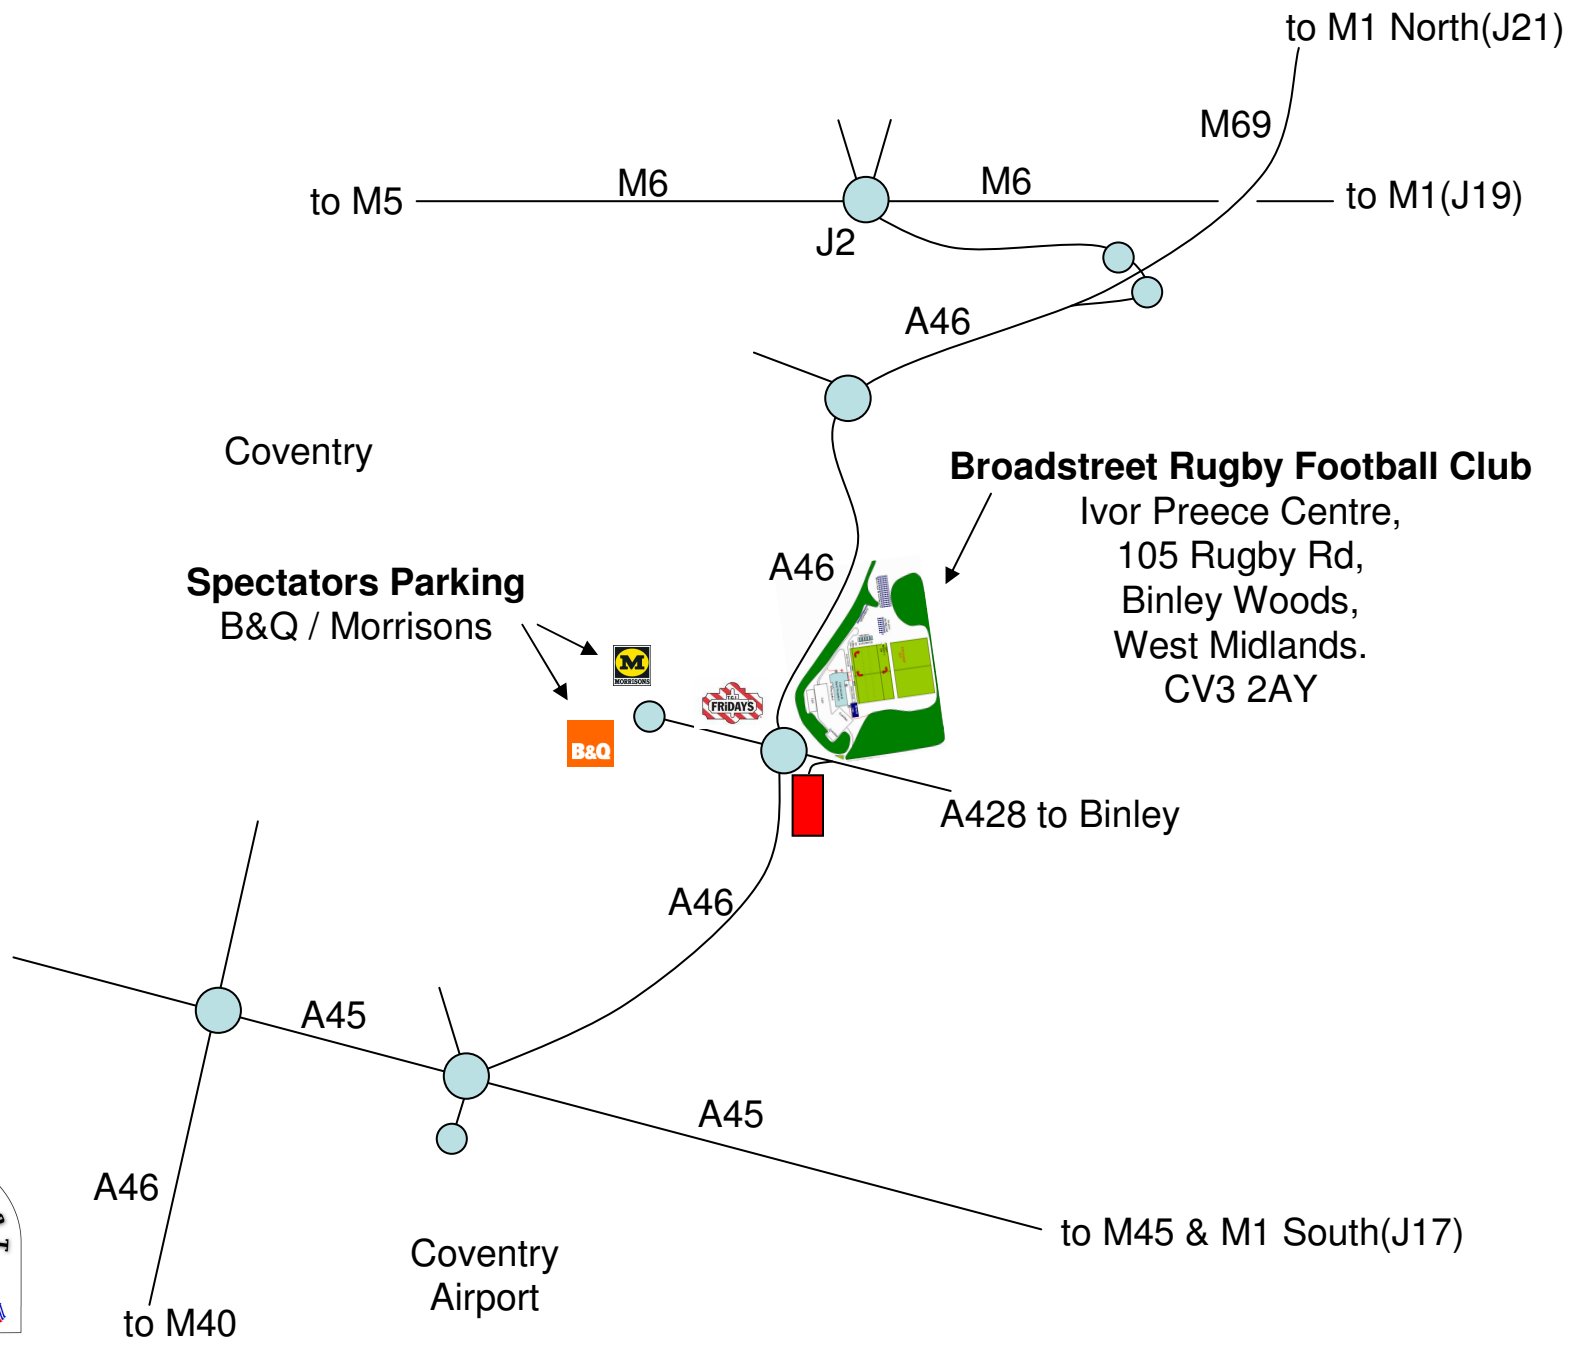 to M1 North(J21)
M69
to M5
M6
M6
to M1(J19)
J2
A46
Coventry
Broadstreet Rugby Football Club
Ivor Preece Centre,
105 Rugby Rd,
Binley Woods,
West Midlands.
CV3 2AY
A46
Spectators Parking
B&Q / Morrisons
M
MORRISONS
FRiDAYS
B&Q
A428 to Binley
A46
A45
A45
A46
to M45 & M1 South(J17)
Coventry
Airport
to M40